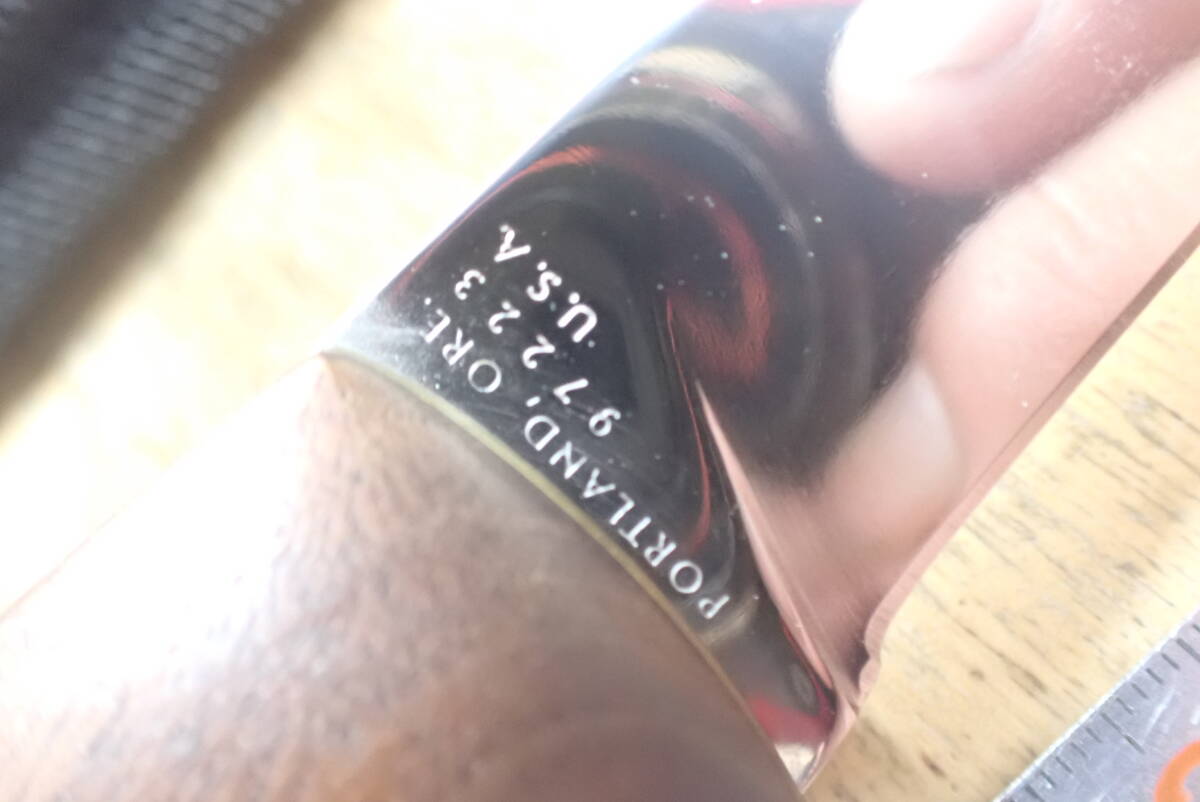 PORTLAND, ORE.
97223
U.S.A.